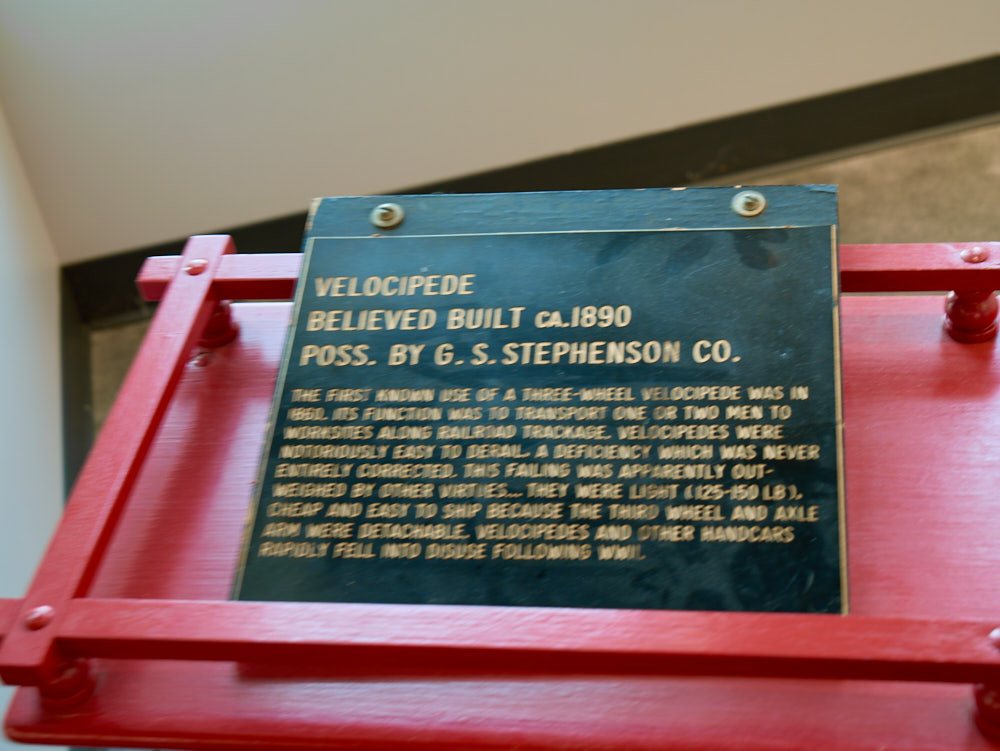 VELOCIPEDE
BELIEVED BUILT CA.1890
POSS. BY G. S. STEPHENSON CO.
THE FIRST KNOWN USE OF A THREE-WHEEL VELOCIPEDE WAS IN
1860. ITS FUNCTION WAS TO TRANSPORT ONE OR TWO MEN TO
WORKSITES ALONG RAILROAD TRACKAGE. VELOCIPEDES WERE
NOTORIOUSLY EASY TO DERAIL. A DEFICIENCY WHICH WAS NEVER
ENTIRELY CORRECTED. THIS FAILING WAS APPARENTLY OUT-
WEIGHED BY OTHER VIRTUES... THEY WERE LIGHT (125-150 LB),
CHEAP AND EASY TO SHIP BECAUSE THE THIRD WHEEL AND AXLE
ARM WERE DETACHABLE. VELOCIPEDES AND OTHER HANDCARS
RAPIDLY FELL INTO DISUSE FOLLOWING WWII.